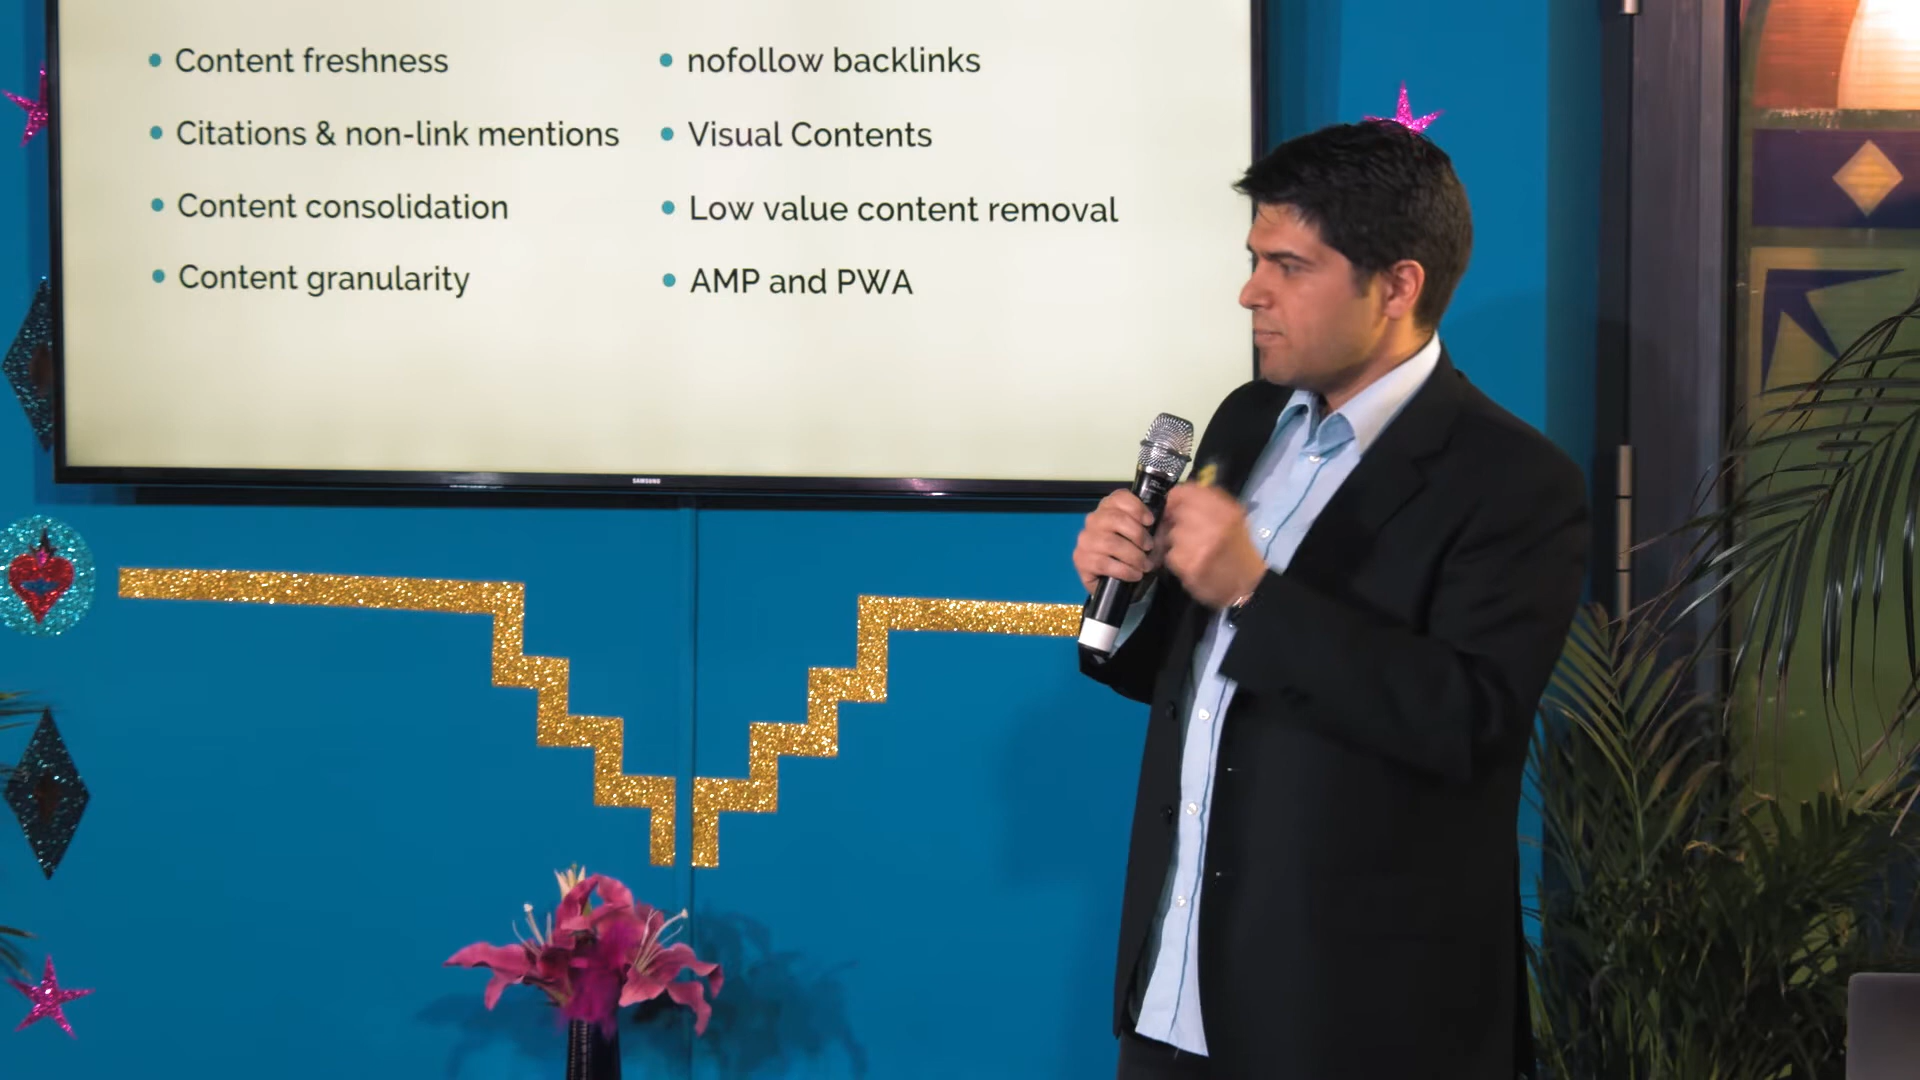 Content freshness
Citations & non-link mentions
Content consolidation
Content granularity
nofollow backlinks
Visual Contents
Low value content removal
AMP and PWA
SAMSUNG